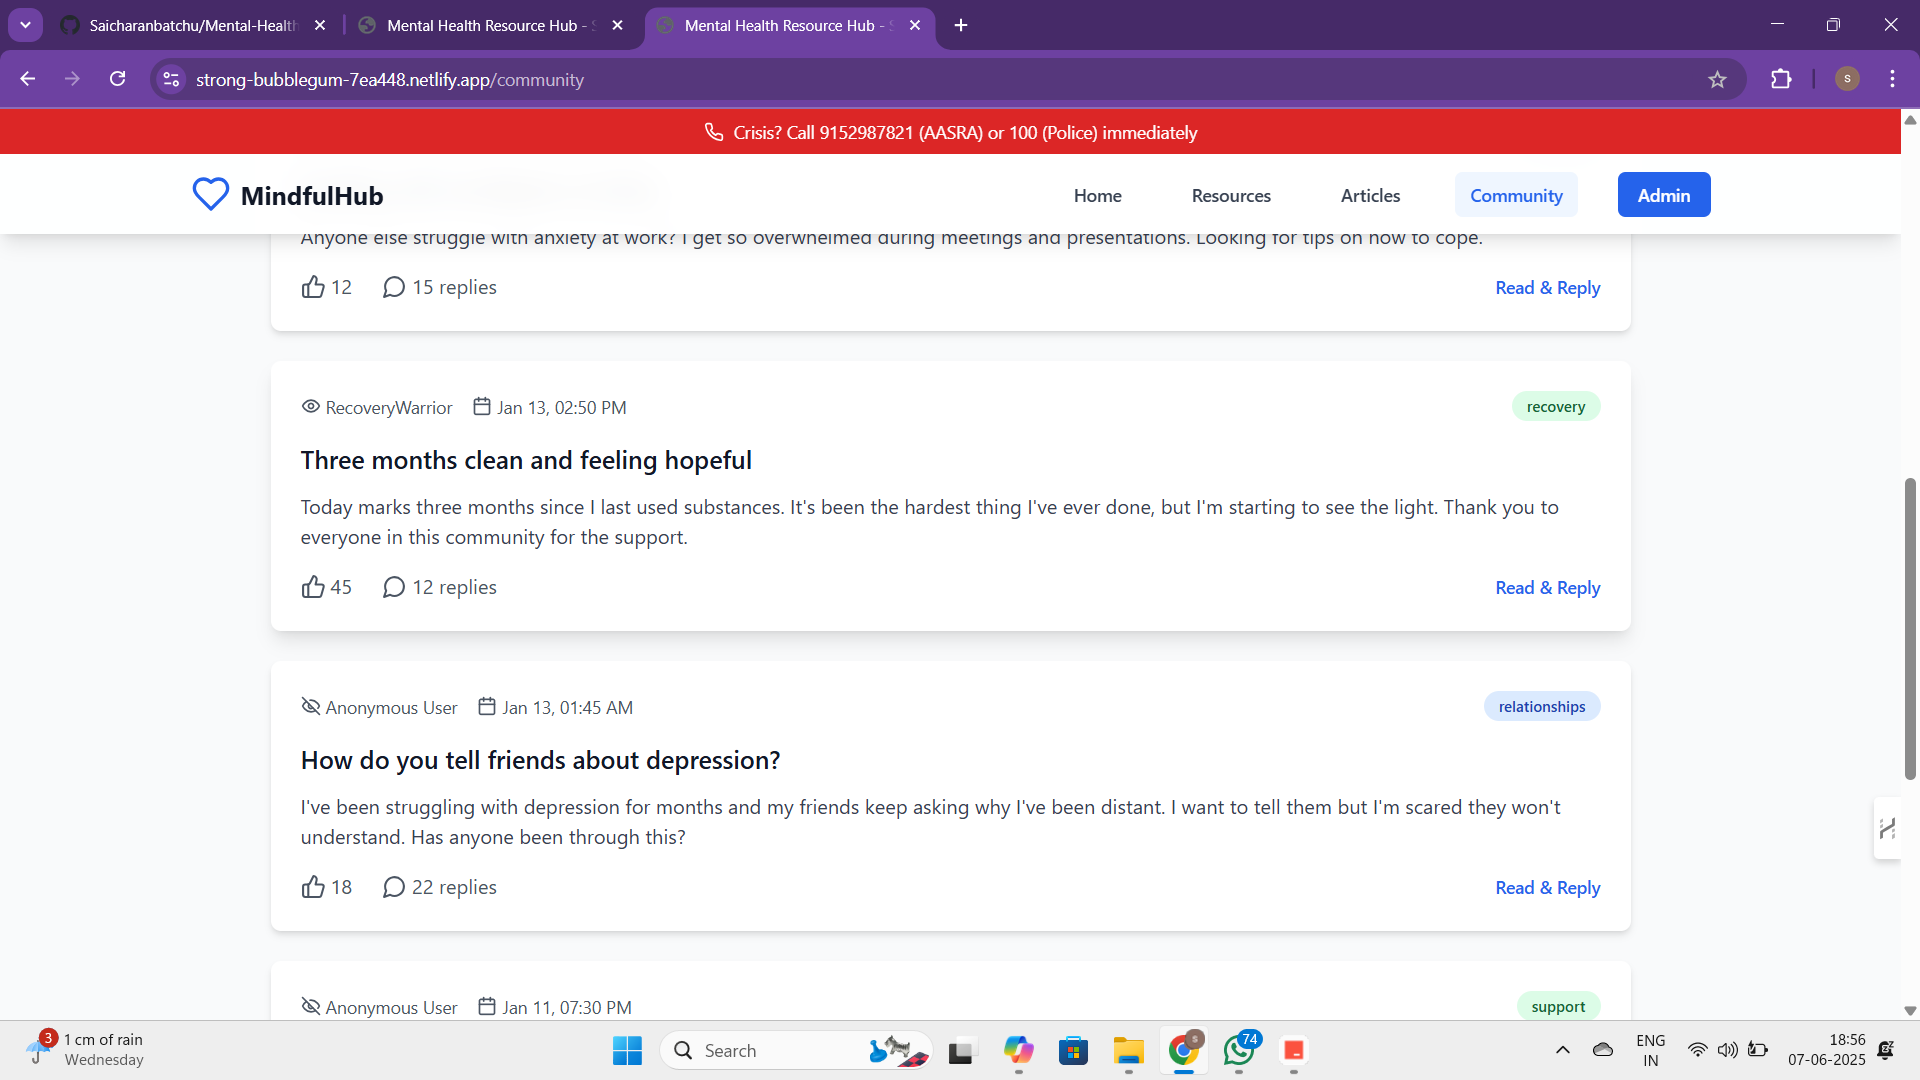 Saicharanbatchu/Mental-Health
Mental Health Resource Hub - S
Mental Health Resource Hub - S
strong-bubblegum-7ea448.netlify.app/community
S
Crisis? Call 9152987821 (AASRA) or 100 (Police) immediately
MindfulHub
Home
Resources
Articles
Community
Admin
Anyone else struggle with anxiety at work? I get so overwhelmed during meetings and presentations. Looking for tips on how to cope.
12
15 replies
Read & Reply
RecoveryWarrior
Jan 13, 02:50 PM
recovery
Three months clean and feeling hopeful
Today marks three months since I last used substances. It's been the hardest thing I've ever done, but I'm starting to see the light. Thank you to
everyone in this community for the support.
45
12 replies
Read & Reply
Anonymous User
Jan 13, 01:45 AM
relationships
How do you tell friends about depression?
I've been struggling with depression for months and my friends keep asking why I've been distant. I want to tell them but I'm scared they won't
understand. Has anyone been through this?
18
22 replies
Read & Reply
Anonymous User
Jan 11, 07:30 PM
support
3
1 cm of rain
Wednesday
Search
S
74
ENG
IN
18:56
07-06-2025